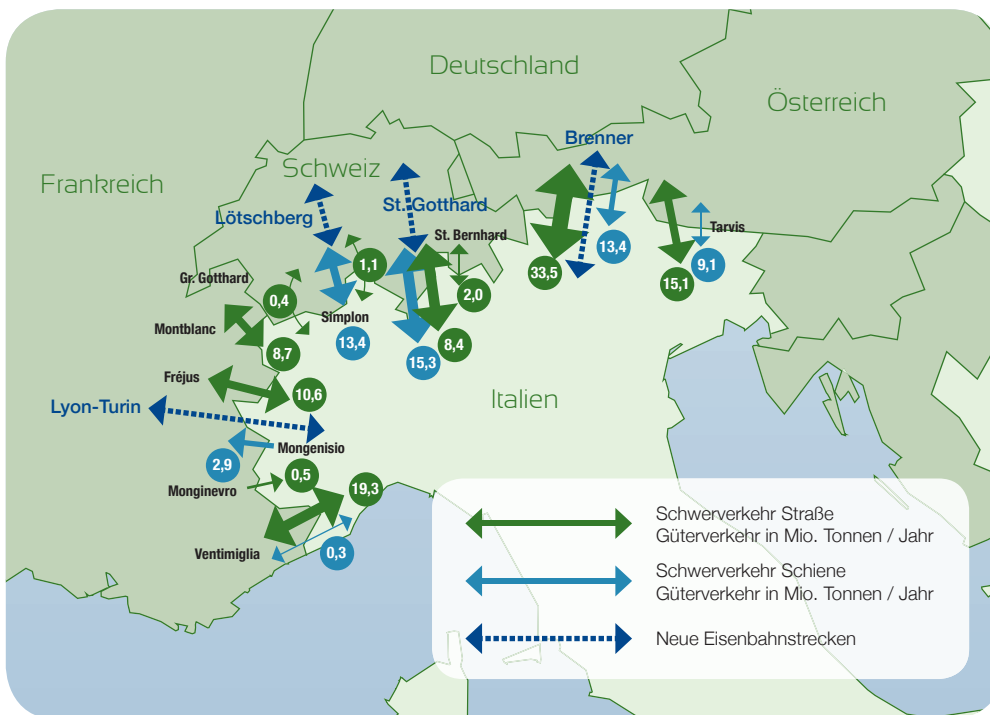 Deutschland
Österreich
Frankreich
Schweiz
Italien
Brenner
Lötschberg
St. Gotthard
St. Bernhard
Tarvis
33,5
13,4
15,1
9,1
Gr. Gotthard
0,4
1,1
2,0
Simplon
13,4
15,3
8,4
Montblanc
8,7
Fréjus
10,6
Lyon-Turin
Mongenisio
2,9
Monginevro
0,5
19,3
Ventimiglia
0,3
Schwerverkehr Straße
Güterverkehr in Mio. Tonnen / Jahr
Schwerverkehr Schiene
Güterverkehr in Mio. Tonnen / Jahr
Neue Eisenbahnstrecken